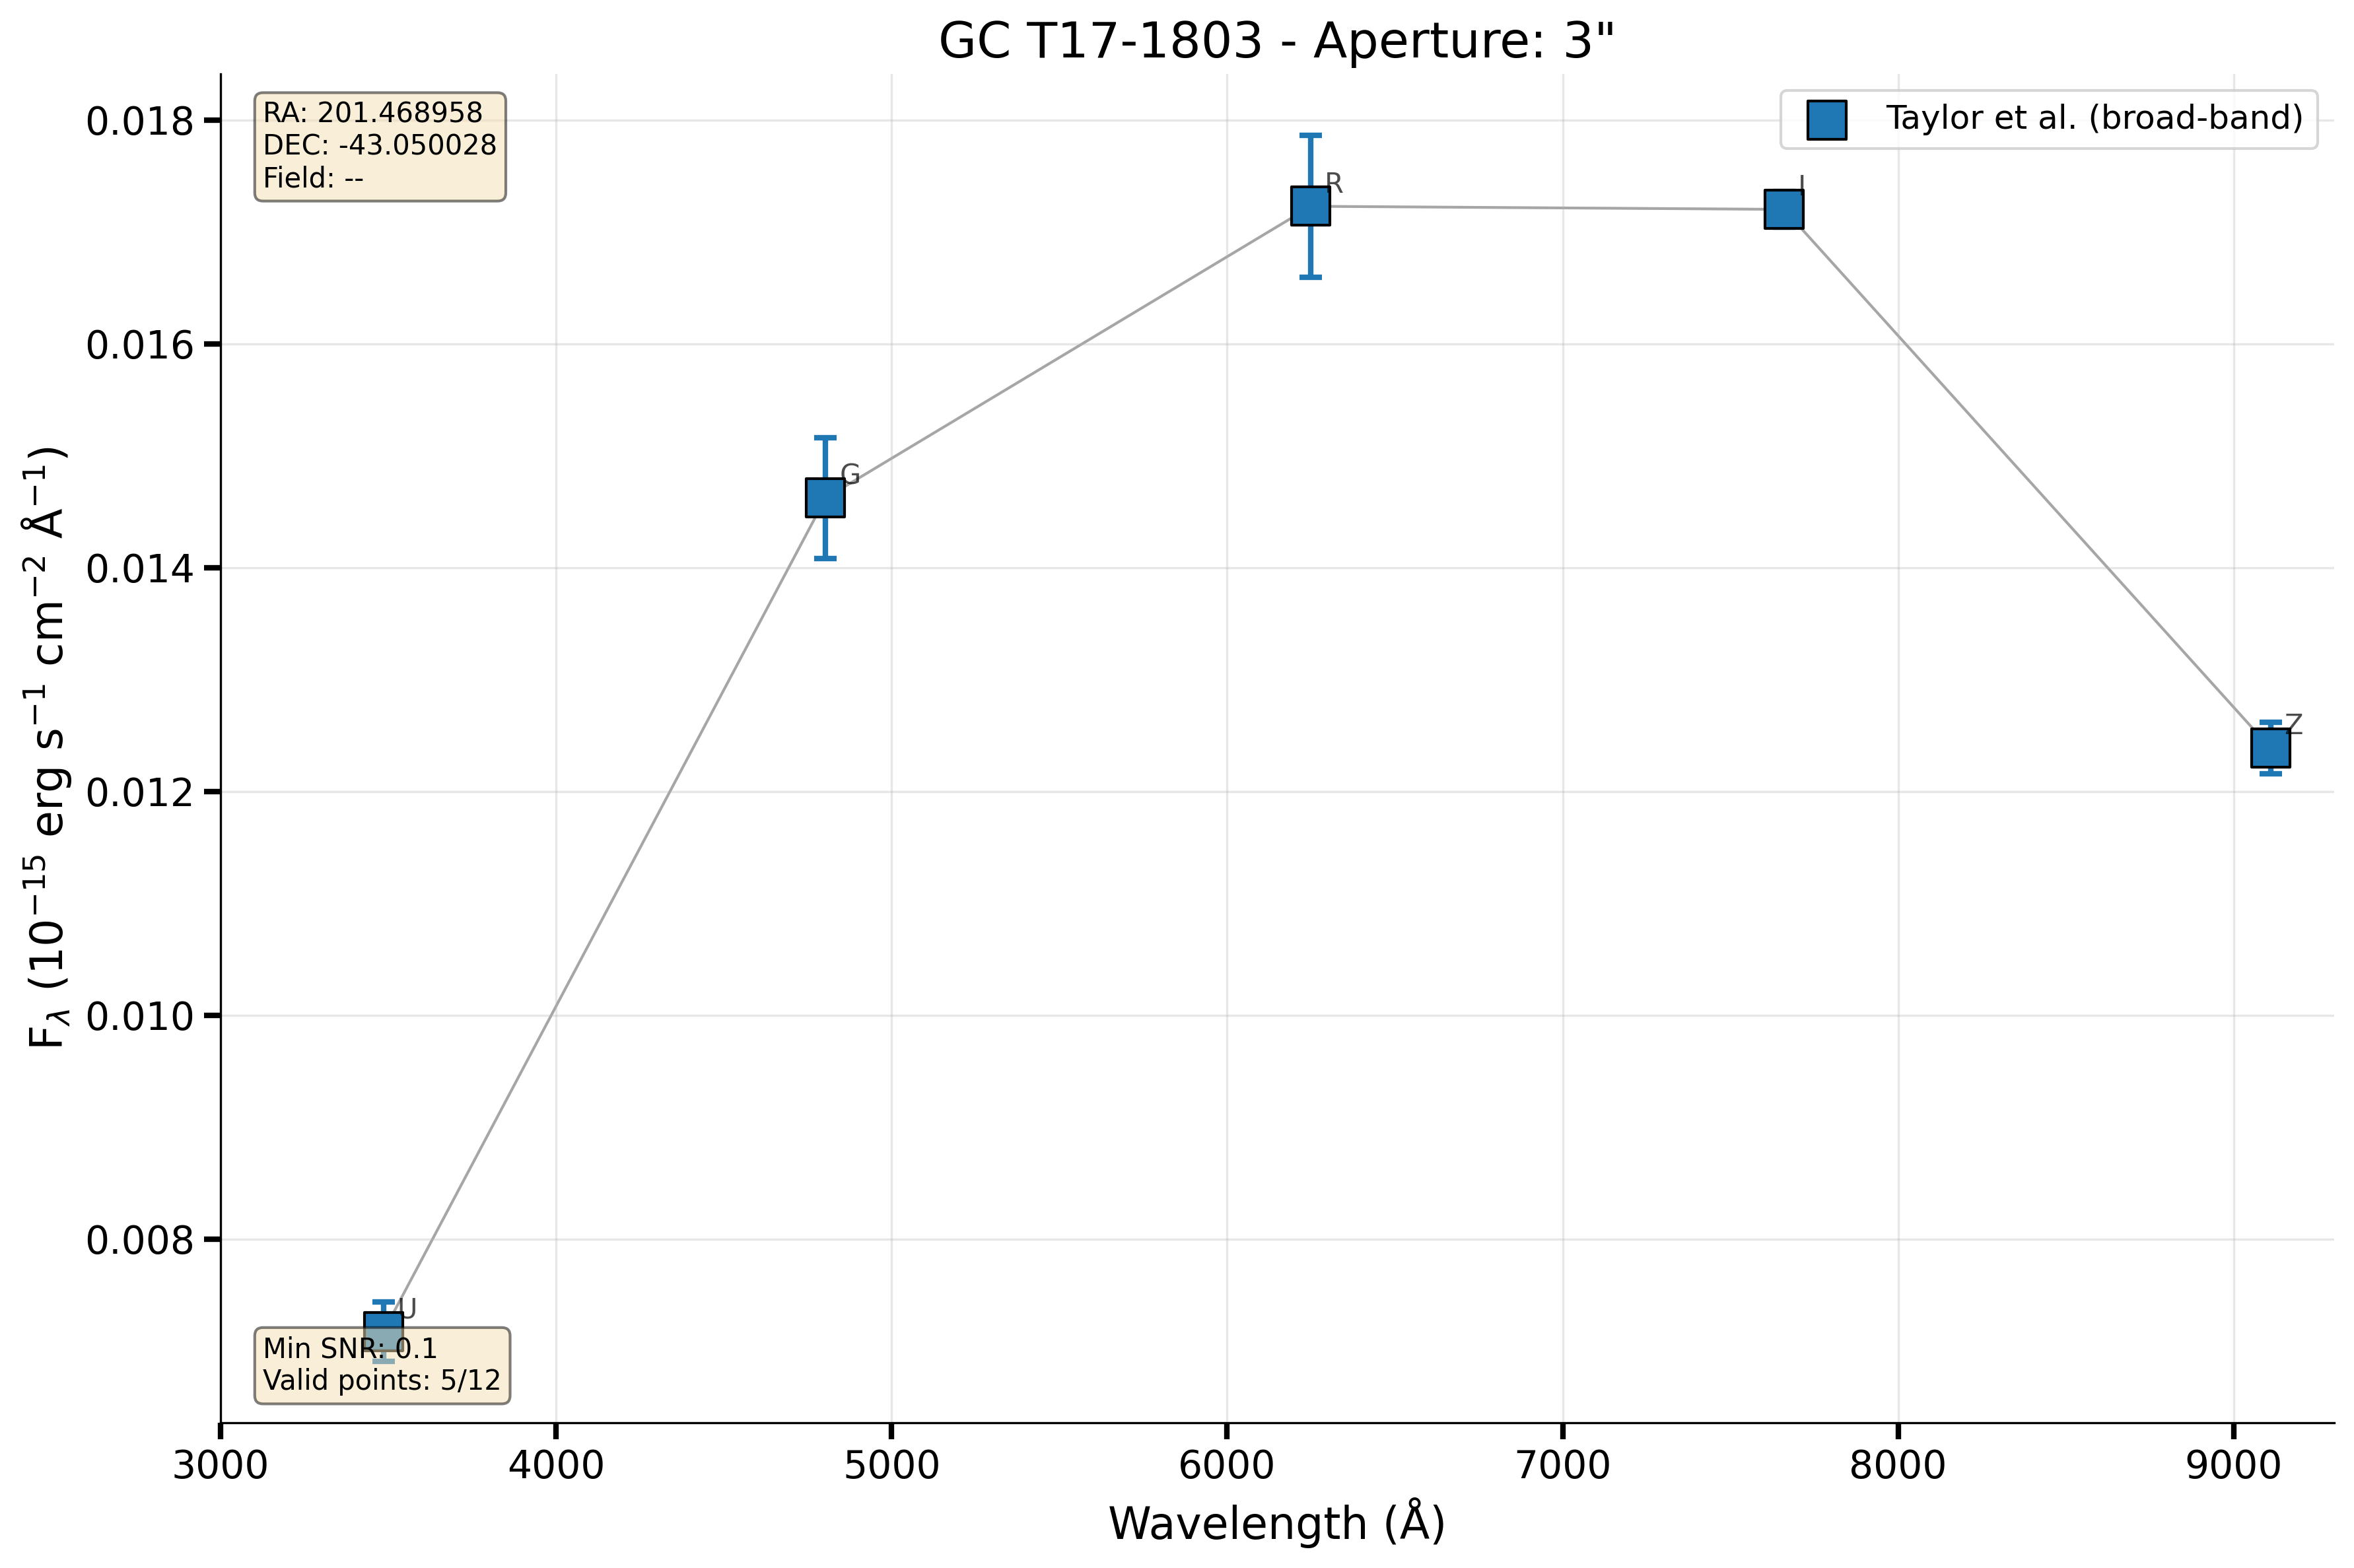 GC T17-1803 - Aperture: 3"
RA: 201.468958
DEC: -43.050028
Field: --
Taylor et al. (broad-band)
0.018
0.016
0.014
0.012
0.010
0.008
F_λ (10⁻¹⁵ erg s⁻¹ cm⁻² Å⁻¹)
R
I
G
Z
U
Min SNR: 0.1
Valid points: 5/12
3000 4000 5000 6000 7000 8000 9000
Wavelength (Å)